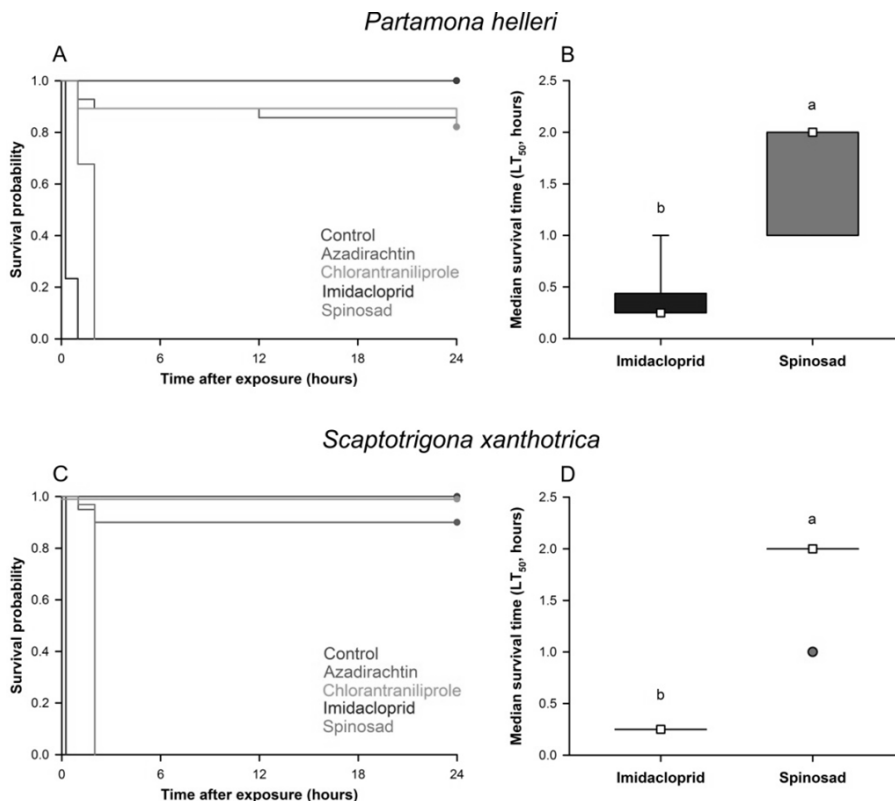 Partamona helleri
A
B
1.0
0.8
0.6
0.4
0.2
0.0
Survival probability
Control
Azadirachtin
Chlorantraniliprole
Imidacloprid
Spinosad
0
6
12
18
24
Time after exposure (hours)
2.5
2.0
1.5
1.0
0.5
0.0
Median survival time (LT50, hours)
b
a
Imidacloprid
Spinosad
Scaptotrigona xanthotrica
C
D
1.0
0.8
0.6
0.4
0.2
0.0
Survival probability
Control
Azadirachtin
Chlorantraniliprole
Imidacloprid
Spinosad
0
6
12
18
24
Time after exposure (hours)
2.5
2.0
1.5
1.0
0.5
0.0
Median survival time (LT50, hours)
b
a
Imidacloprid
Spinosad